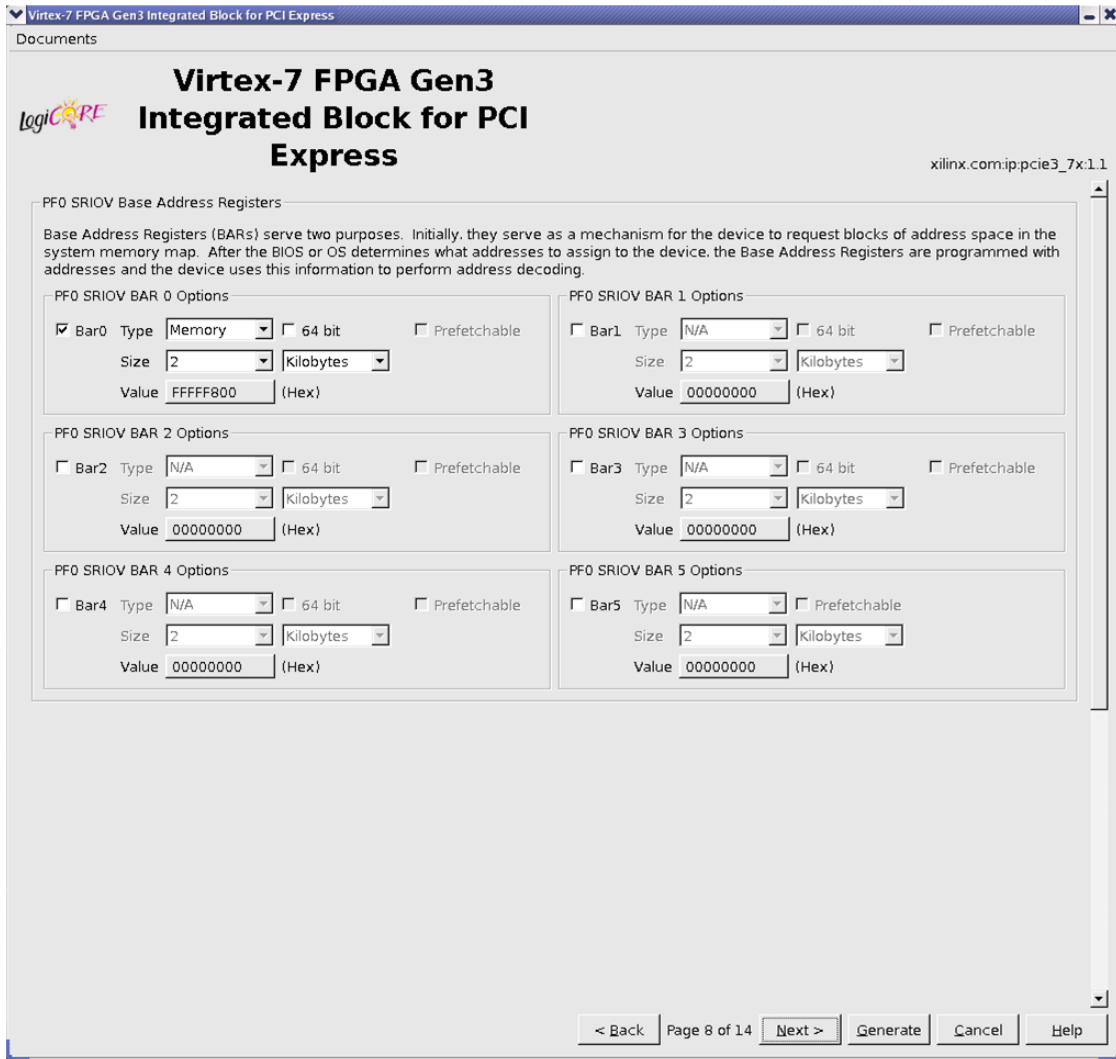 Virtex-7 FPGA Gen3 Integrated Block for PCI Express
Documents
LogiCORE
Virtex-7 FPGA Gen3
Integrated Block for PCI
Express
xilinx.com:ip:pcie3_7x:1.1
PF0 SRIOV Base Address Registers
Base Address Registers (BARs) serve two purposes. Initially, they serve as a mechanism for the device to request blocks of address space in the
system memory map. After the BIOS or OS determines what addresses to assign to the device, the Base Address Registers are programmed with
addresses and the device uses this information to perform address decoding.
PF0 SRIOV BAR 0 Options
Bar0 Type Memory 64 bit Prefetchable
Size 2 Kilobytes
Value FFFFF800 (Hex)
PF0 SRIOV BAR 1 Options
Bar1 Type N/A 64 bit Prefetchable
Size 2 Kilobytes
Value 00000000 (Hex)
PF0 SRIOV BAR 2 Options
Bar2 Type N/A 64 bit Prefetchable
Size 2 Kilobytes
Value 00000000 (Hex)
PF0 SRIOV BAR 3 Options
Bar3 Type N/A 64 bit Prefetchable
Size 2 Kilobytes
Value 00000000 (Hex)
PF0 SRIOV BAR 4 Options
Bar4 Type N/A 64 bit Prefetchable
Size 2 Kilobytes
Value 00000000 (Hex)
PF0 SRIOV BAR 5 Options
Bar5 Type N/A Prefetchable
Size 2 Kilobytes
Value 00000000 (Hex)
< Back Page 8 of 14 Next > Generate Cancel Help